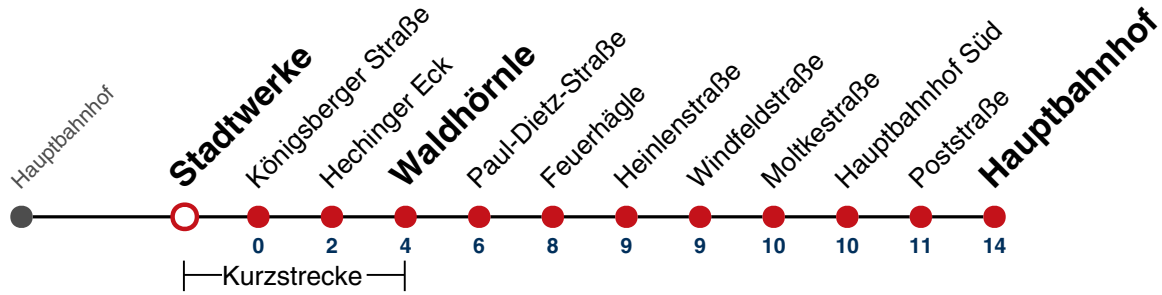 Hauptbahnhof
Stadtwerke
Königsberger Straße
Hechinger Eck
Waldhörnle
Paul-Dietz-Straße
Feuerhägle
Heinlenstraße
Windfeldstraße
Moltkestraße
Hauptbahnhof Süd
Poststraße
Hauptbahnhof
0 2 4 6 8 9 9 10 10 11 14
Kurzstrecke